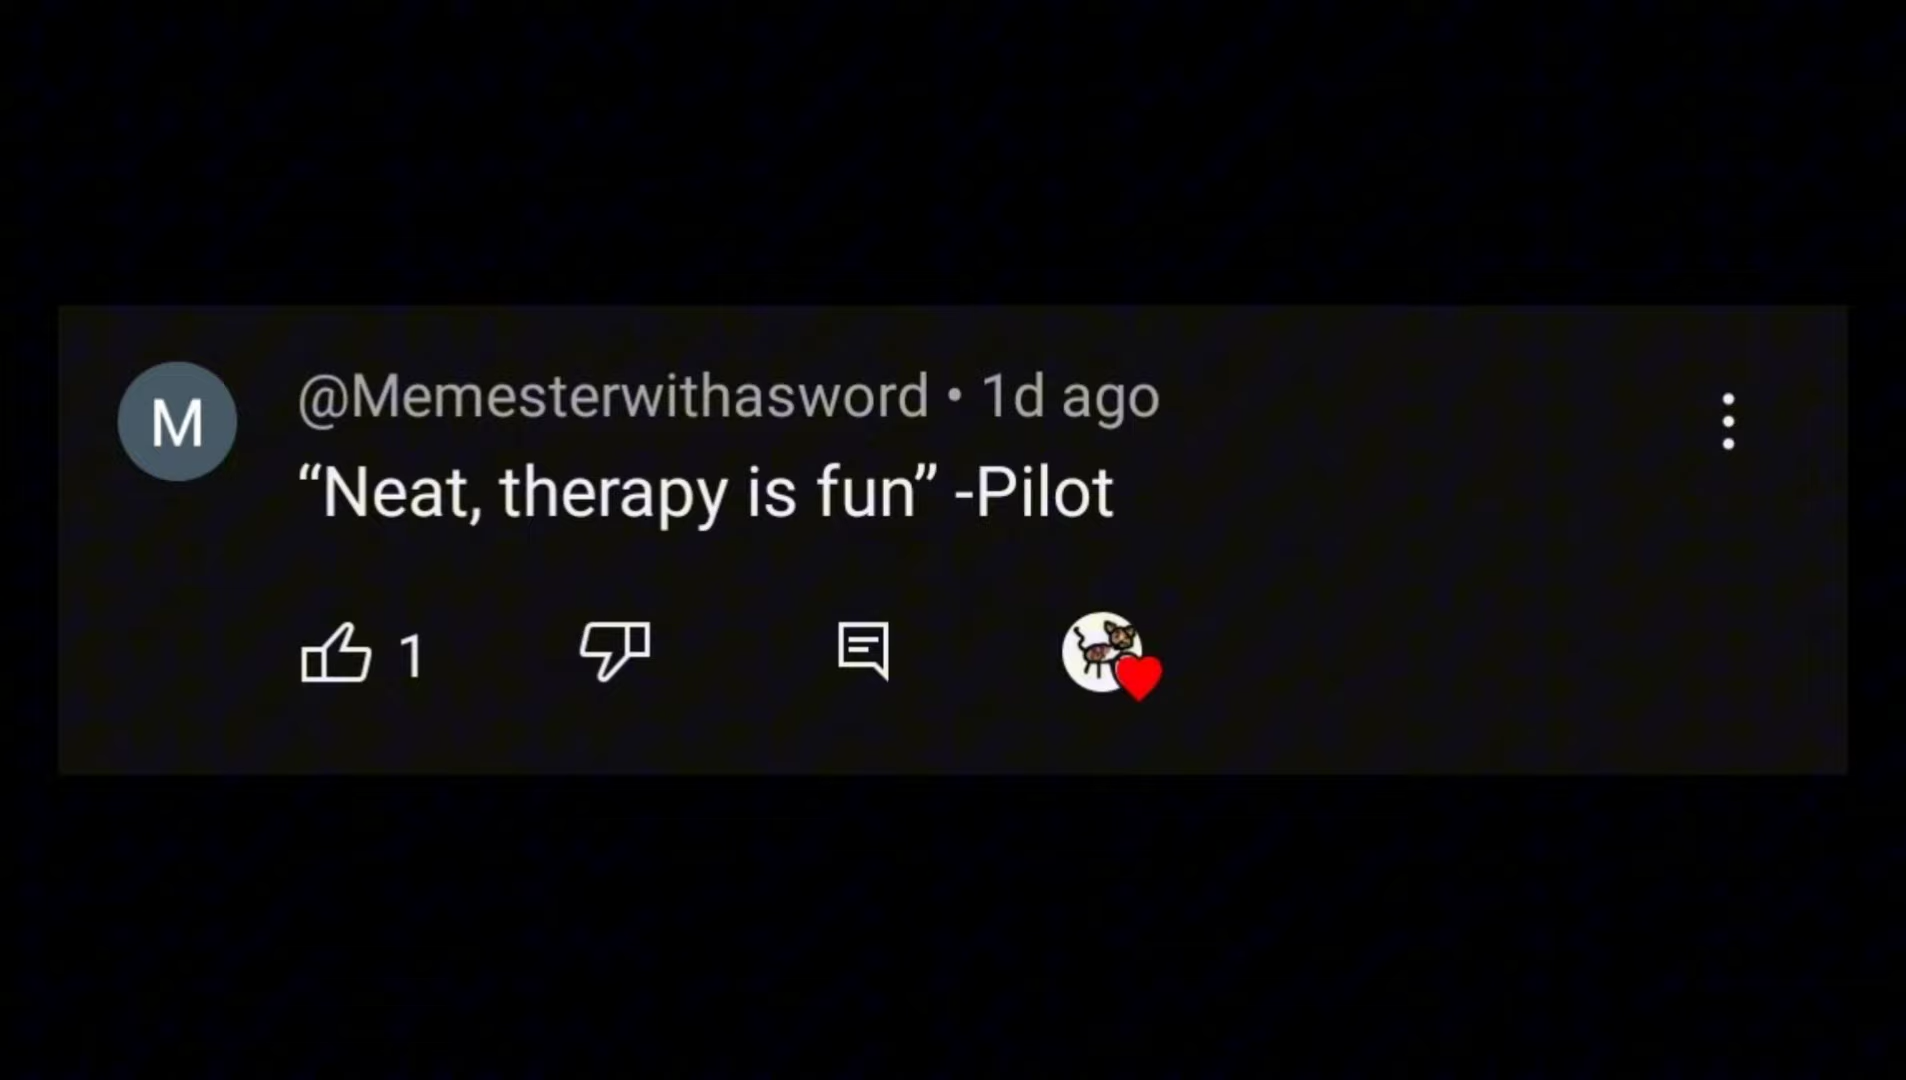 M
@Memesterwithasword • 1d ago
“Neat, therapy is fun” -Pilot
1